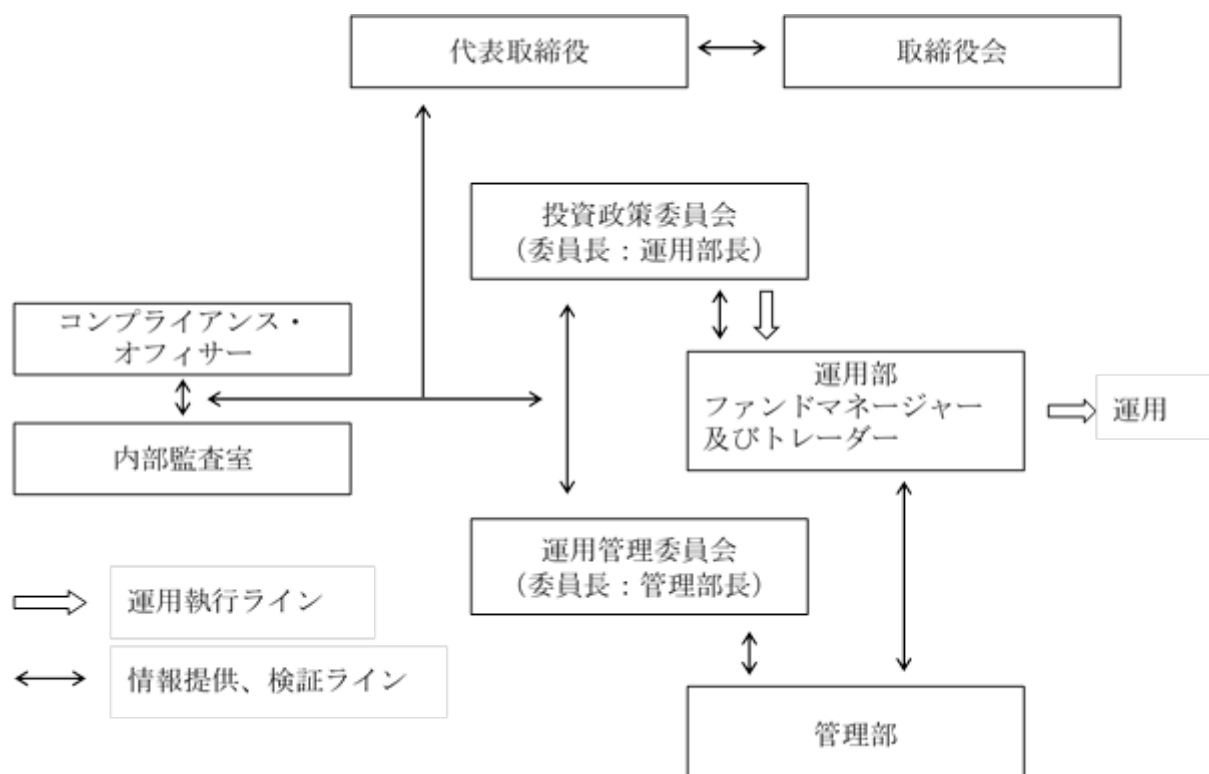 代表取締役
取締役会
投資政策委員会
（委員長：運用部長）
コンプライアンス・
オフィサー
運用部
ファンドマネージャー
及びトレーダー
運用
内部監査室
運用管理委員会
（委員長：管理部長）
運用執行ライン
情報提供、検証ライン
管理部